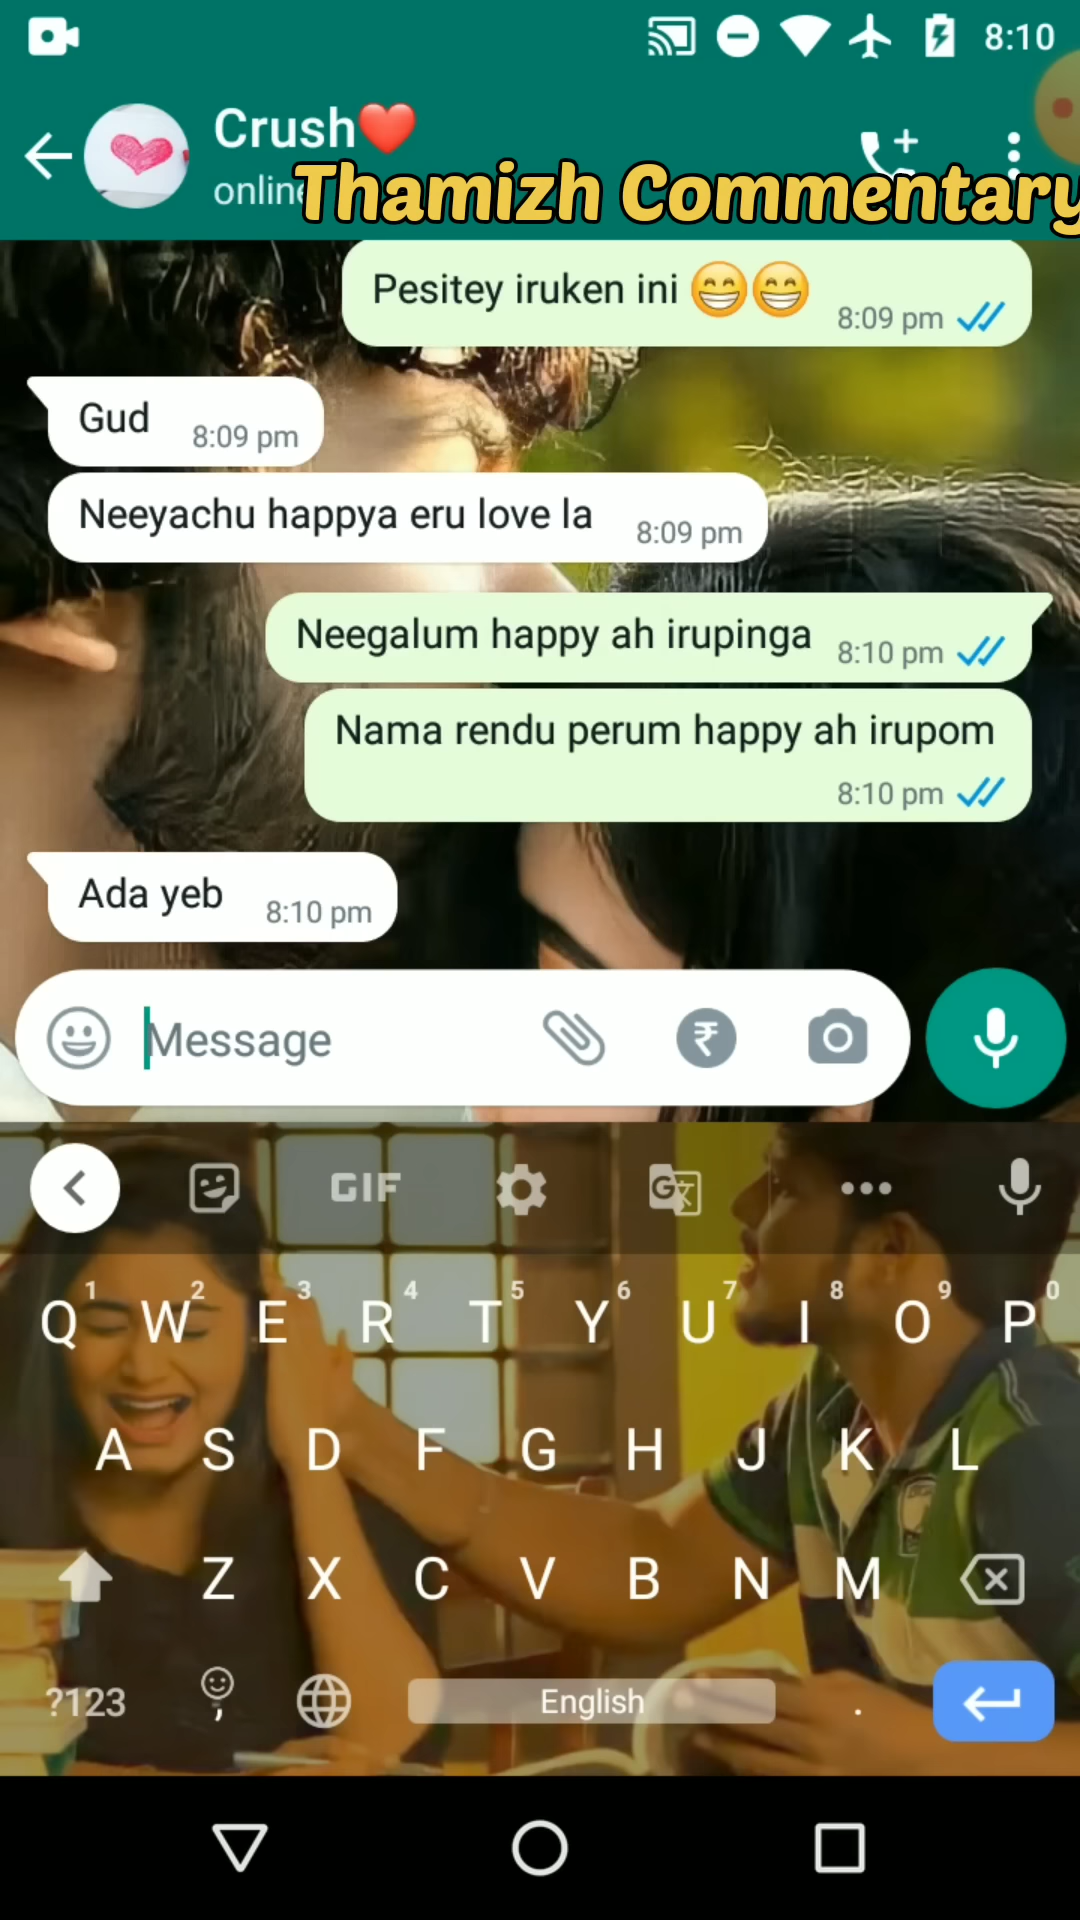 8:10
Crush❤️
online
Thamizh Commentary
Pesitey iruken ini 😁😁
8:09 pm
Gud
8:09 pm
Neeyachu happya eru love la
8:09 pm
Neegalum happy ah irupinga
8:10 pm
Nama rendu perum happy ah irupom
8:10 pm
Ada yeb
8:10 pm
Message
₹
GIF
G
1 2 3 4 5 6 7 8 9 0
Q W E R T Y U I O P
A S D F G H J K L
Z X C V B N M
?123 , English .